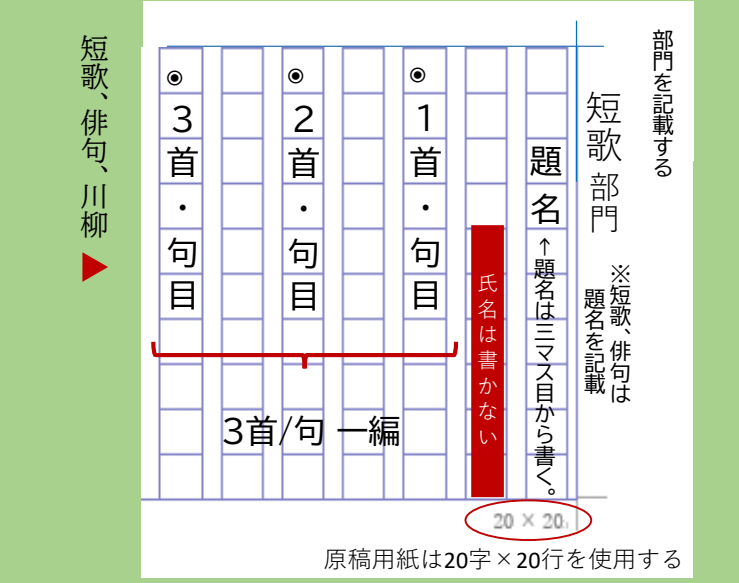 短歌、俳句、川柳▶
部門を記載する
短歌 部門
※短歌、俳句は
題名を記載
題名
←題名は三マス目から書く。
氏名は書かない
◉1首・句目
◉2首・句目
◉3首・句目
3首/句 一編
20 × 20
原稿用紙は20字×20行を使用する